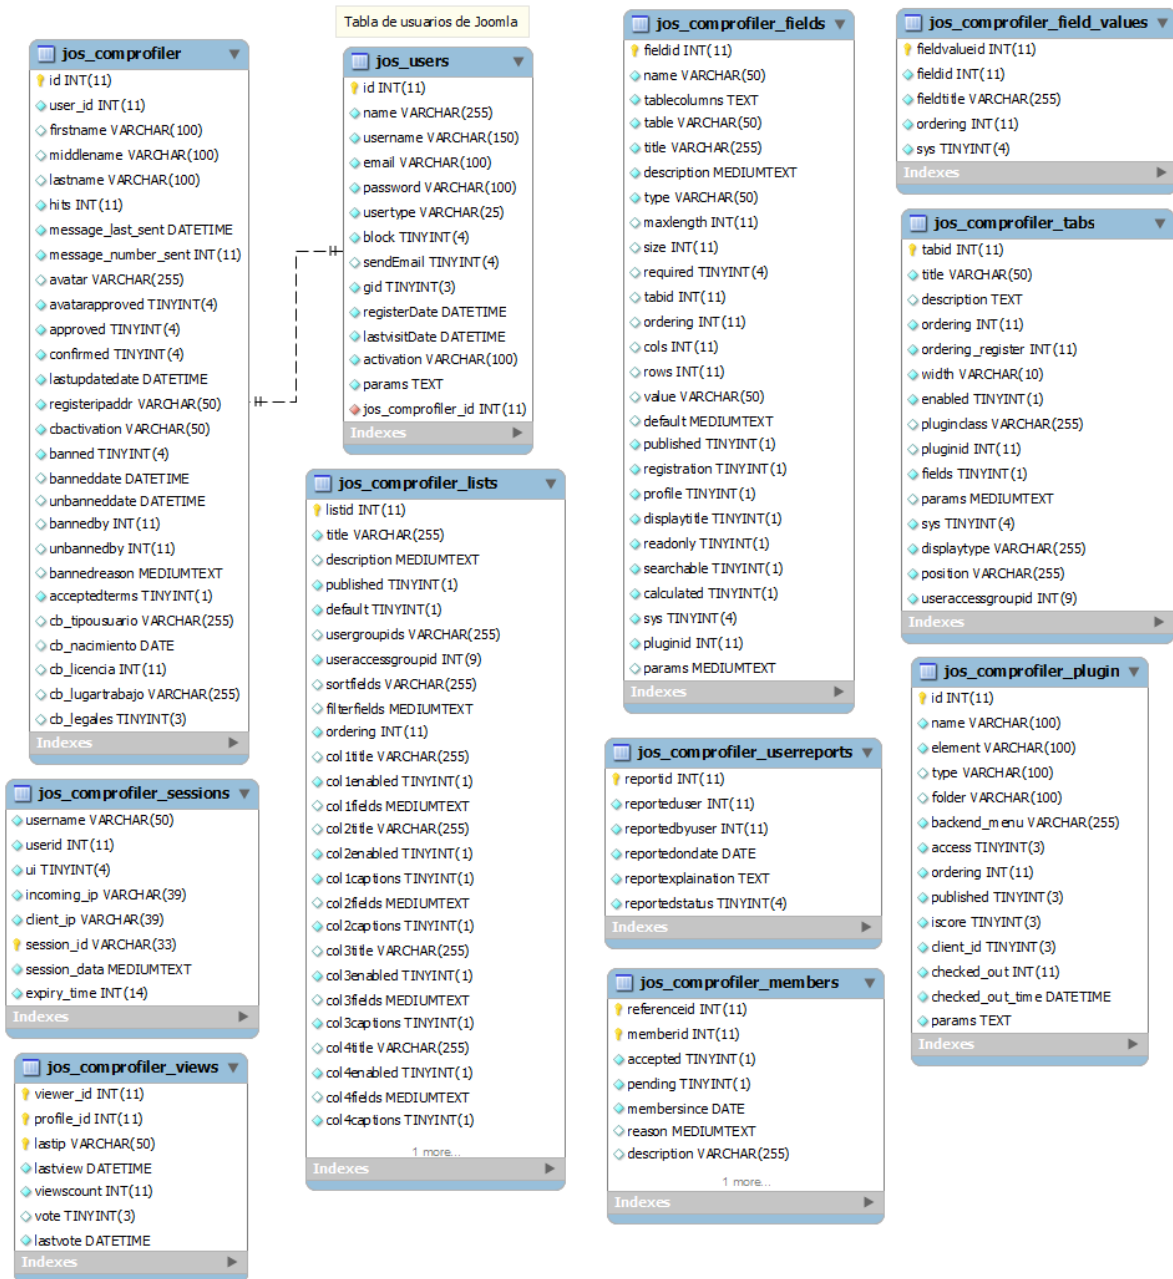 Tabla de usuarios de Joomla
jos_comprofiler
id INT(11)
user_id INT(11)
firstname VARCHAR(100)
middlename VARCHAR(100)
lastname VARCHAR(100)
hits INT(11)
message_last_sent DATETIME
message_number_sent INT(11)
avatar VARCHAR(255)
avatarapproved TINYINT(4)
approved TINYINT(4)
confirmed TINYINT(4)
lastupdatedate DATETIME
registeripaddr VARCHAR(50)
cbactivation VARCHAR(50)
banned TINYINT(4)
banneddate DATETIME
unbanneddate DATETIME
bannedby INT(11)
unbannedby INT(11)
bannedreason MEDIUMTEXT
acceptedterms TINYINT(1)
cb_tipousuario VARCHAR(255)
cb_nacimiento DATE
cb_licencia INT(11)
cb_lugartrabajo VARCHAR(255)
cb_legales TINYINT(3)
Indexes
jos_users
id INT(11)
name VARCHAR(255)
username VARCHAR(150)
email VARCHAR(100)
password VARCHAR(100)
usertype VARCHAR(25)
block TINYINT(4)
sendEmail TINYINT(4)
gid TINYINT(3)
registerDate DATETIME
lastvisitDate DATETIME
activation VARCHAR(100)
params TEXT
jos_comprofiler_id INT(11)
Indexes
jos_comprofiler_fields
fieldid INT(11)
name VARCHAR(50)
tablecolumns TEXT
table VARCHAR(50)
title VARCHAR(255)
description MEDIUMTEXT
type VARCHAR(50)
maxlength INT(11)
size INT(11)
required TINYINT(4)
tabid INT(11)
ordering INT(11)
cols INT(11)
rows INT(11)
value VARCHAR(50)
default MEDIUMTEXT
published TINYINT(1)
registration TINYINT(1)
profile TINYINT(1)
displaytitle TINYINT(1)
readonly TINYINT(1)
searchable TINYINT(1)
calculated TINYINT(1)
sys TINYINT(4)
pluginid INT(11)
params MEDIUMTEXT
Indexes
jos_comprofiler_field_values
fieldvalueid INT(11)
fieldid INT(11)
fieldtitle VARCHAR(255)
ordering INT(11)
sys TINYINT(4)
Indexes
jos_comprofiler_tabs
tabid INT(11)
title VARCHAR(50)
description TEXT
ordering INT(11)
ordering_register INT(11)
width VARCHAR(10)
enabled TINYINT(1)
pluginclass VARCHAR(255)
pluginid INT(11)
fields TINYINT(1)
params MEDIUMTEXT
sys TINYINT(4)
displaytype VARCHAR(255)
position VARCHAR(255)
useraccessgroupid INT(9)
Indexes
jos_comprofiler_lists
listid INT(11)
title VARCHAR(255)
description MEDIUMTEXT
published TINYINT(1)
default TINYINT(1)
usergroupids VARCHAR(255)
useraccessgroupid INT(9)
sortfields VARCHAR(255)
filterfields MEDIUMTEXT
ordering INT(11)
col1title VARCHAR(255)
col1enabled TINYINT(1)
col1fields MEDIUMTEXT
col2title VARCHAR(255)
col2enabled TINYINT(1)
col1captions TINYINT(1)
col2fields MEDIUMTEXT
col2captions TINYINT(1)
col3title VARCHAR(255)
col3enabled TINYINT(1)
col3fields MEDIUMTEXT
col3captions TINYINT(1)
col4title VARCHAR(255)
col4enabled TINYINT(1)
col4fields MEDIUMTEXT
col4captions TINYINT(1)
1 more...
Indexes
jos_comprofiler_plugin
id INT(11)
name VARCHAR(100)
element VARCHAR(100)
type VARCHAR(100)
folder VARCHAR(100)
backend_menu VARCHAR(255)
access TINYINT(3)
ordering INT(11)
published TINYINT(3)
iscore TINYINT(3)
client_id TINYINT(3)
checked_out INT(11)
checked_out_time DATETIME
params TEXT
Indexes
jos_comprofiler_userreports
reportid INT(11)
reporteduser INT(11)
reportedbyuser INT(11)
reportedondate DATE
reportexplaination TEXT
reportedstatus TINYINT(4)
Indexes
jos_comprofiler_sessions
username VARCHAR(50)
userid INT(11)
ui TINYINT(4)
incoming_ip VARCHAR(39)
client_ip VARCHAR(39)
session_id VARCHAR(33)
session_data MEDIUMTEXT
expiry_time INT(14)
Indexes
jos_comprofiler_members
referenceid INT(11)
memberid INT(11)
accepted TINYINT(1)
pending TINYINT(1)
membersince DATE
reason MEDIUMTEXT
description VARCHAR(255)
1 more...
Indexes
jos_comprofiler_views
viewer_id INT(11)
profile_id INT(11)
lastip VARCHAR(50)
lastview DATETIME
viewscount INT(11)
vote TINYINT(3)
lastvote DATETIME
Indexes